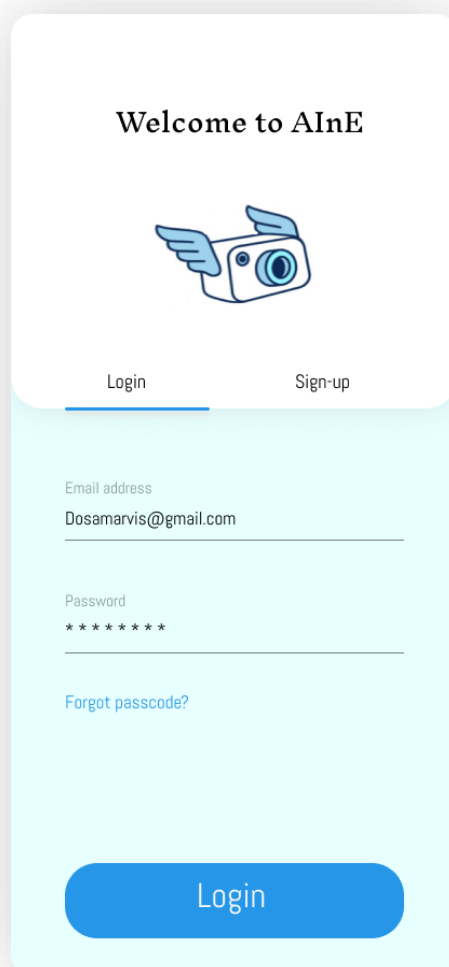 Welcome to AInE
Login
Sign-up
Email address
Dosamarvis@gmail.com
Password
* * * * * * * *
Forgot passcode?
Login